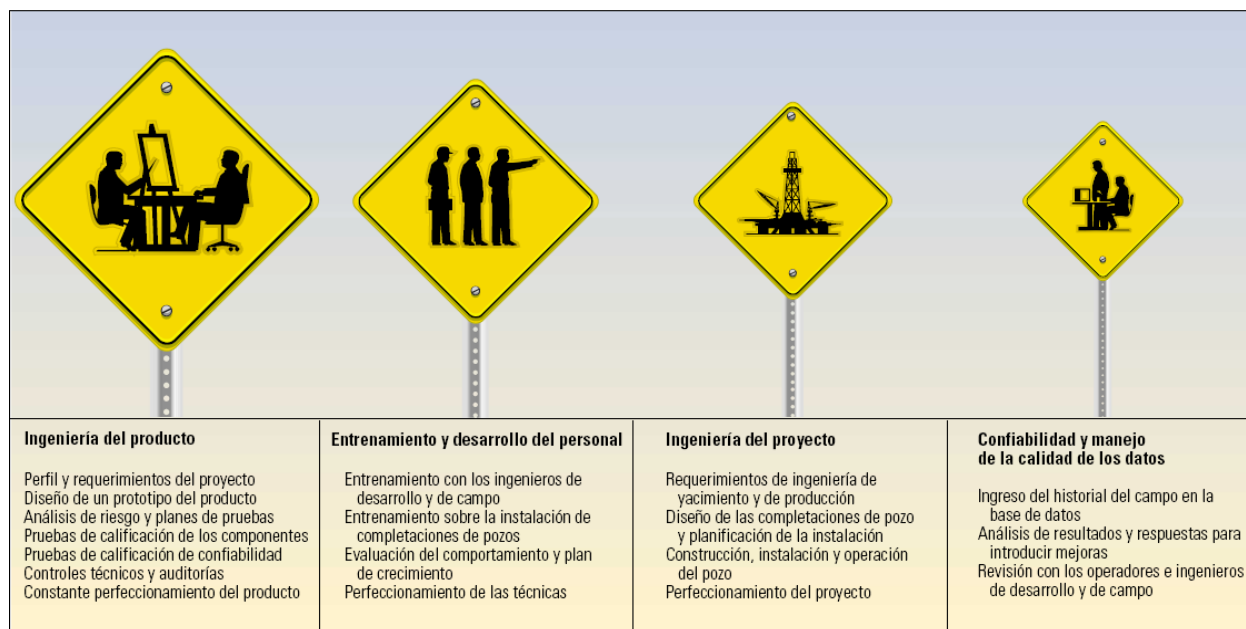 Ingeniería del producto
Perfil y requerimientos del proyecto
Diseño de un prototipo del producto
Análisis de riesgo y planes de pruebas
Pruebas de calificación de los componentes
Pruebas de calificación de confiabilidad
Controles técnicos y auditorías
Constante perfeccionamiento del producto
Entrenamiento y desarrollo del personal
Entrenamiento con los ingenieros de
desarrollo y de campo
Entrenamiento sobre la instalación de
completaciones de pozos
Evaluación del comportamiento y plan
de crecimiento
Perfeccionamiento de las técnicas
Ingeniería del proyecto
Requerimientos de ingeniería de
yacimiento y de producción
Diseño de las completaciones de pozo
y planificación de la instalación
Construcción, instalación y operación
del pozo
Perfeccionamiento del proyecto
Confiabilidad y manejo
de la calidad de los datos
Ingreso del historial del campo en la
base de datos
Análisis de resultados y respuestas para
introducir mejoras
Revisión con los operadores e ingenieros
de desarrollo y de campo